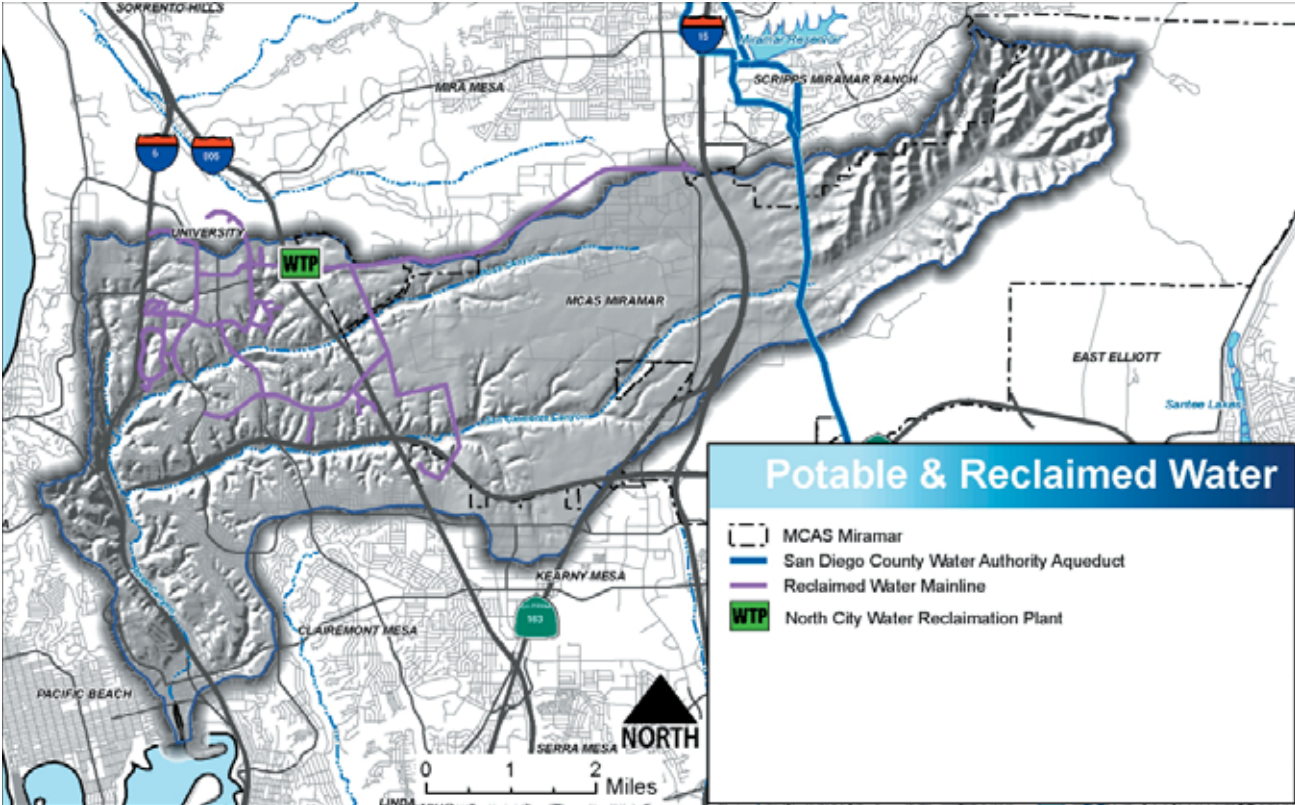 SORRENTO HILLS
15
Miramar Reservoir
SCRIPPS MIRAMAR RANCH
MIRA MESA
5
805
UNIVERSITY
WTP
MCAS MIRAMAR
EAST ELLIOTT
Santee Lakes
Potable & Reclaimed Water
MCAS Miramar
San Diego County Water Authority Aqueduct
Reclaimed Water Mainline
WTP North City Water Reclaimation Plant
KEARNY MESA
163
CLAIREMONT MESA
PACIFIC BEACH
NORTH
SERRA MESA
0 1 2
Miles
LINDA